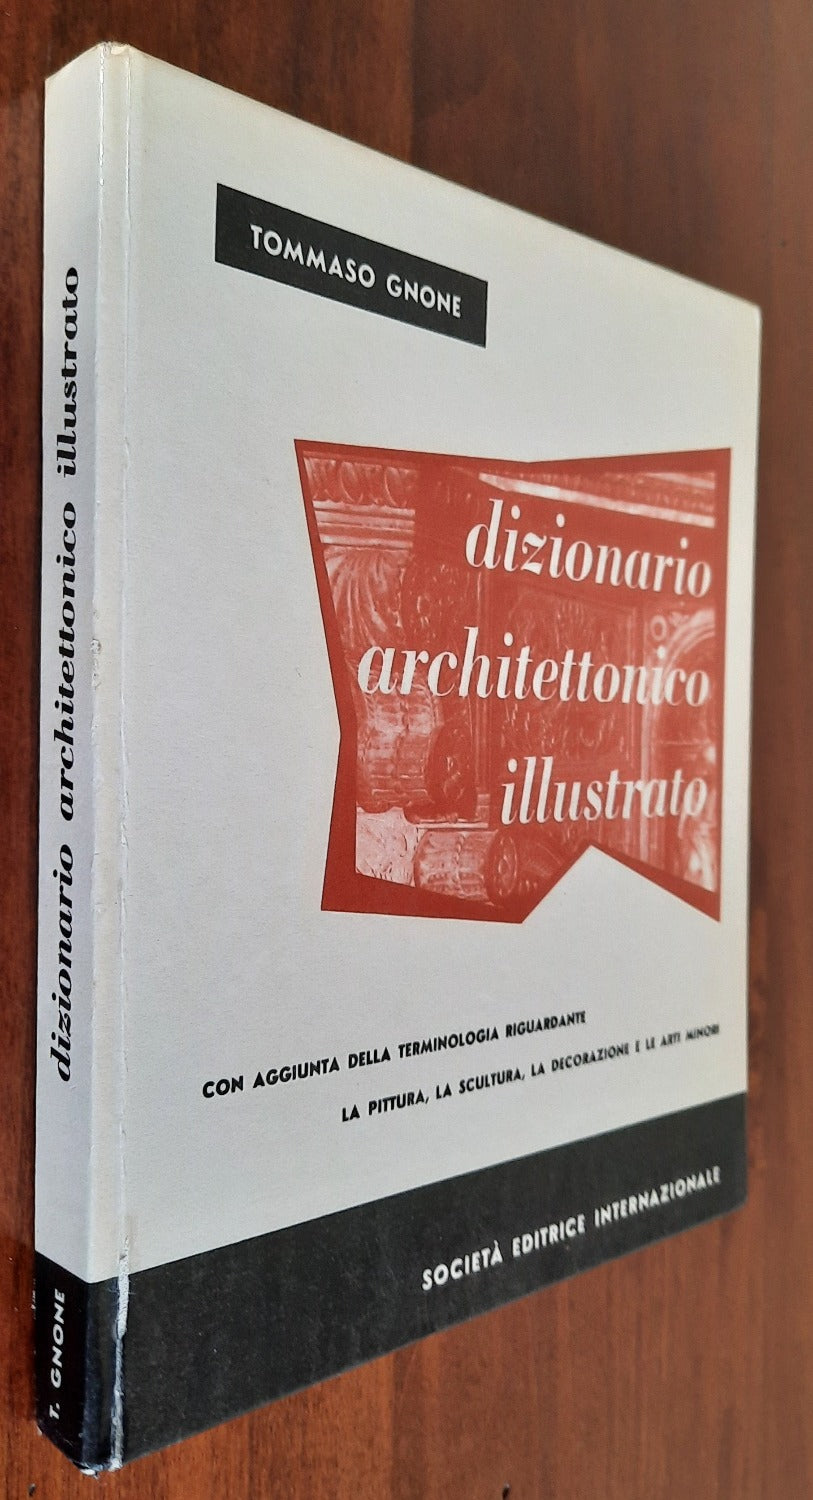 TOMMASO GNONE
dizionario
architettonico
illustrato
CON AGGIUNTA DELLA TERMINOLOGIA RIGUARDANTE
LA PITTURA, LA SCULTURA, LA DECORAZIONE E LE ARTI MINORI
SOCIETÀ EDITRICE INTERNAZIONALE
dizionario architettonico illustrato
T. GNONE